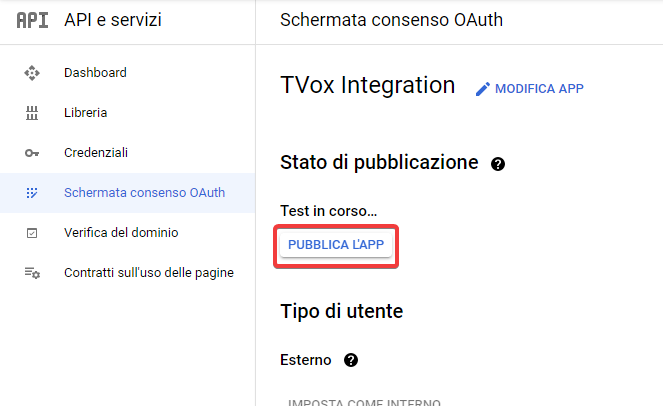 API API e servizi
Dashboard
Libreria
Credenziali
Schermata consenso OAuth
Verifica del dominio
Contratti sull'uso delle pagine
Schermata consenso OAuth
TVox Integration
MODIFICA APP
Stato di pubblicazione ?
Test in corso...
PUBBLICA L'APP
Tipo di utente
Esterno ?
IMPOSTA COME INTERNO